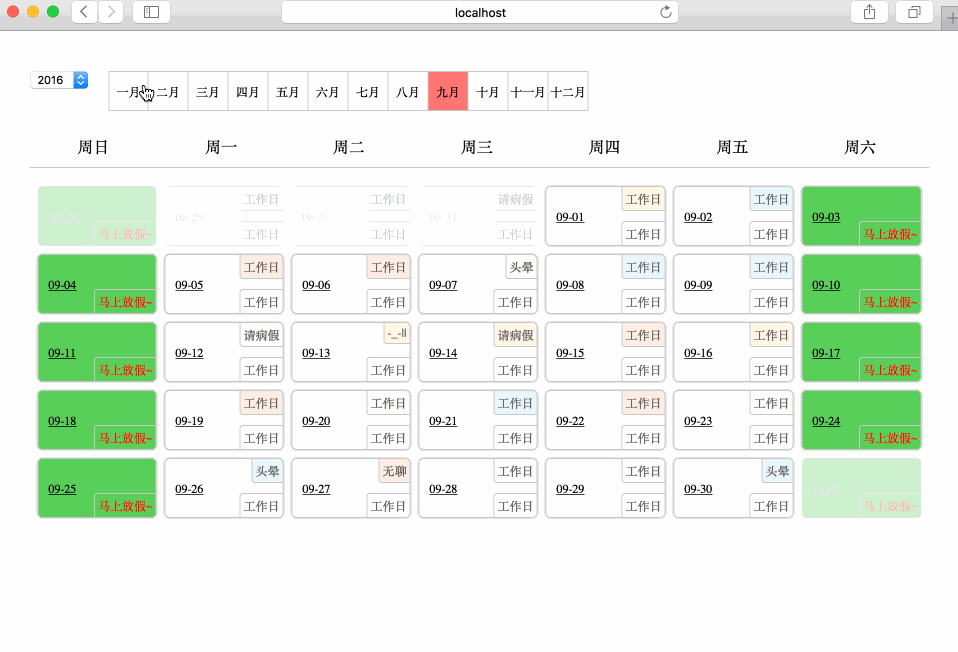 localhost
2016 一月 二月 三月 四月 五月 六月 七月 八月 九月 十月 十一月 十二月
周日 周一 周二 周三 周四 周五 周六
工作日 工作日 工作日 请病假 工作日 工作日
08-29 08-30 08-31 09-01 09-02 09-03
马上放假~ 工作日 工作日 工作日 工作日 工作日 马上放假~
工作日 工作日 头晕 工作日 工作日
09-04 09-05 09-06 09-07 09-08 09-09 09-10
马上放假~ 工作日 工作日 工作日 工作日 工作日 马上放假~
请病假 -_-|| 请病假 工作日 工作日
09-11 09-12 09-13 09-14 09-15 09-16 09-17
马上放假~ 工作日 工作日 工作日 工作日 工作日 马上放假~
工作日 工作日 工作日 工作日 工作日
09-18 09-19 09-20 09-21 09-22 09-23 09-24
马上放假~ 工作日 工作日 工作日 工作日 工作日 马上放假~
头晕 无聊 工作日 工作日 头晕
09-25 09-26 09-27 09-28 09-29 09-30
马上放假~ 工作日 工作日 工作日 工作日 工作日 马上放假~